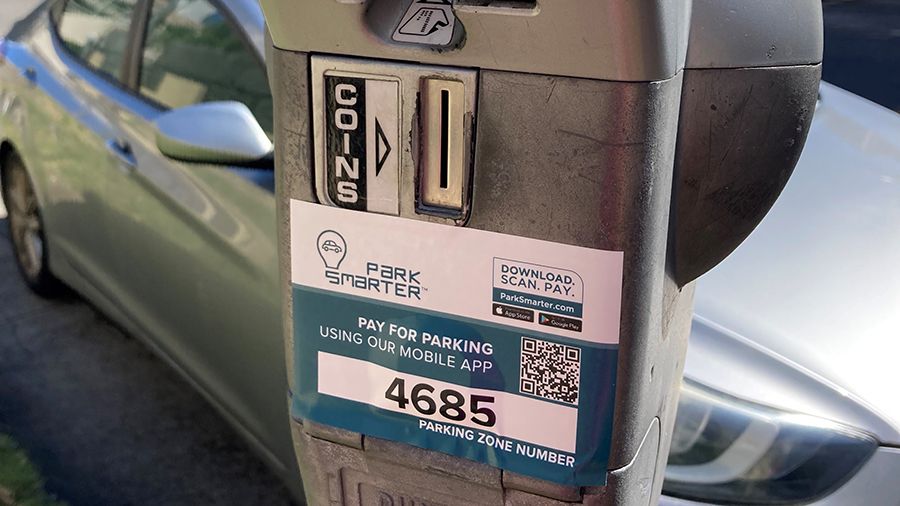 COINS
PARK
SMARTER™
DOWNLOAD.
SCAN. PAY.
ParkSmarter.com
App Store
Google Play
PAY FOR PARKING
USING OUR MOBILE APP
4685
PARKING ZONE NUMBER